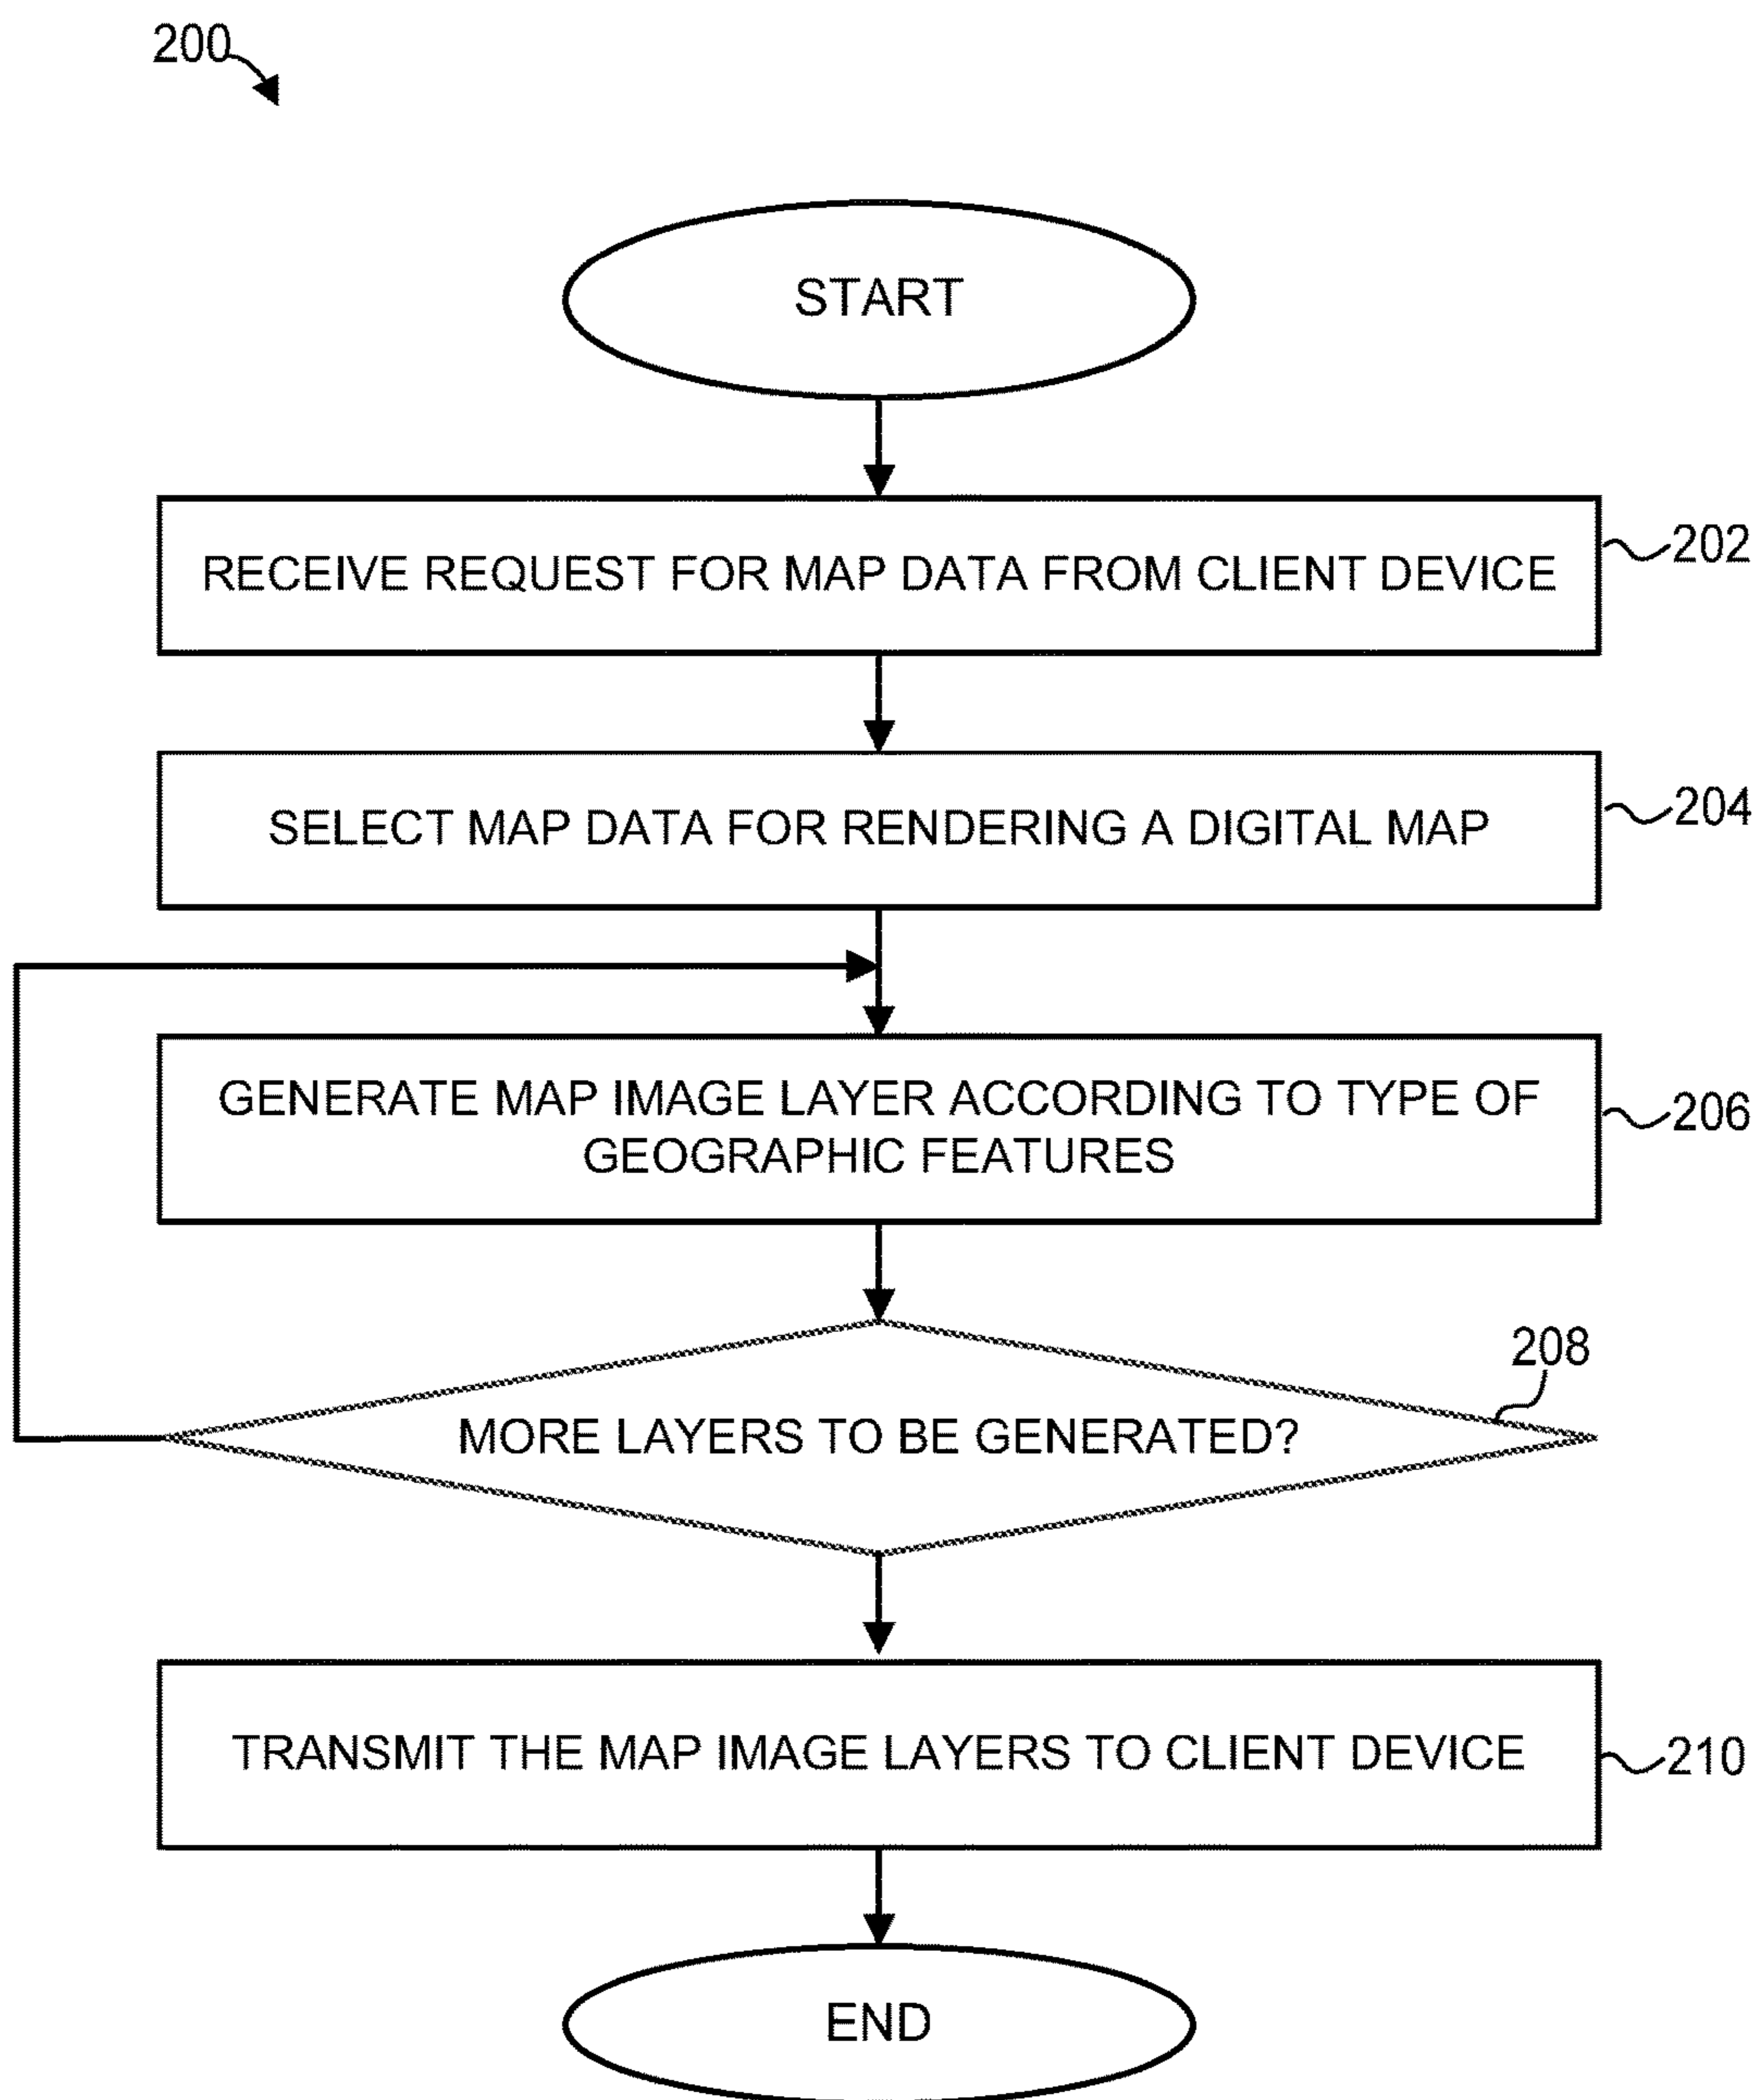 200
START
RECEIVE REQUEST FOR MAP DATA FROM CLIENT DEVICE
202
SELECT MAP DATA FOR RENDERING A DIGITAL MAP
204
GENERATE MAP IMAGE LAYER ACCORDING TO TYPE OF
GEOGRAPHIC FEATURES
206
208
MORE LAYERS TO BE GENERATED?
TRANSMIT THE MAP IMAGE LAYERS TO CLIENT DEVICE
210
END